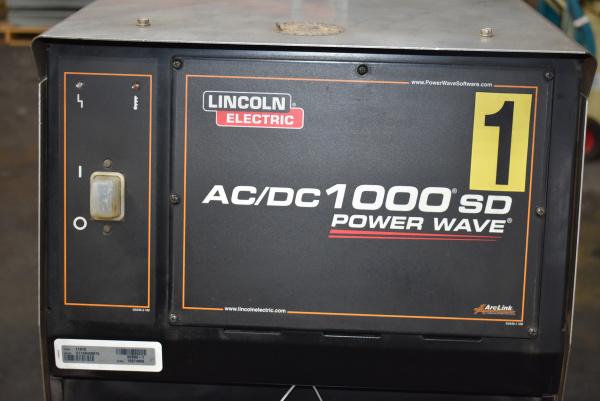 www.PowerWaveSoftware.com
LINCOLN®
ELECTRIC
1
AC/DC 1000® SD
POWER WAVE®
I
O
www.lincolnelectric.com
ArcLink